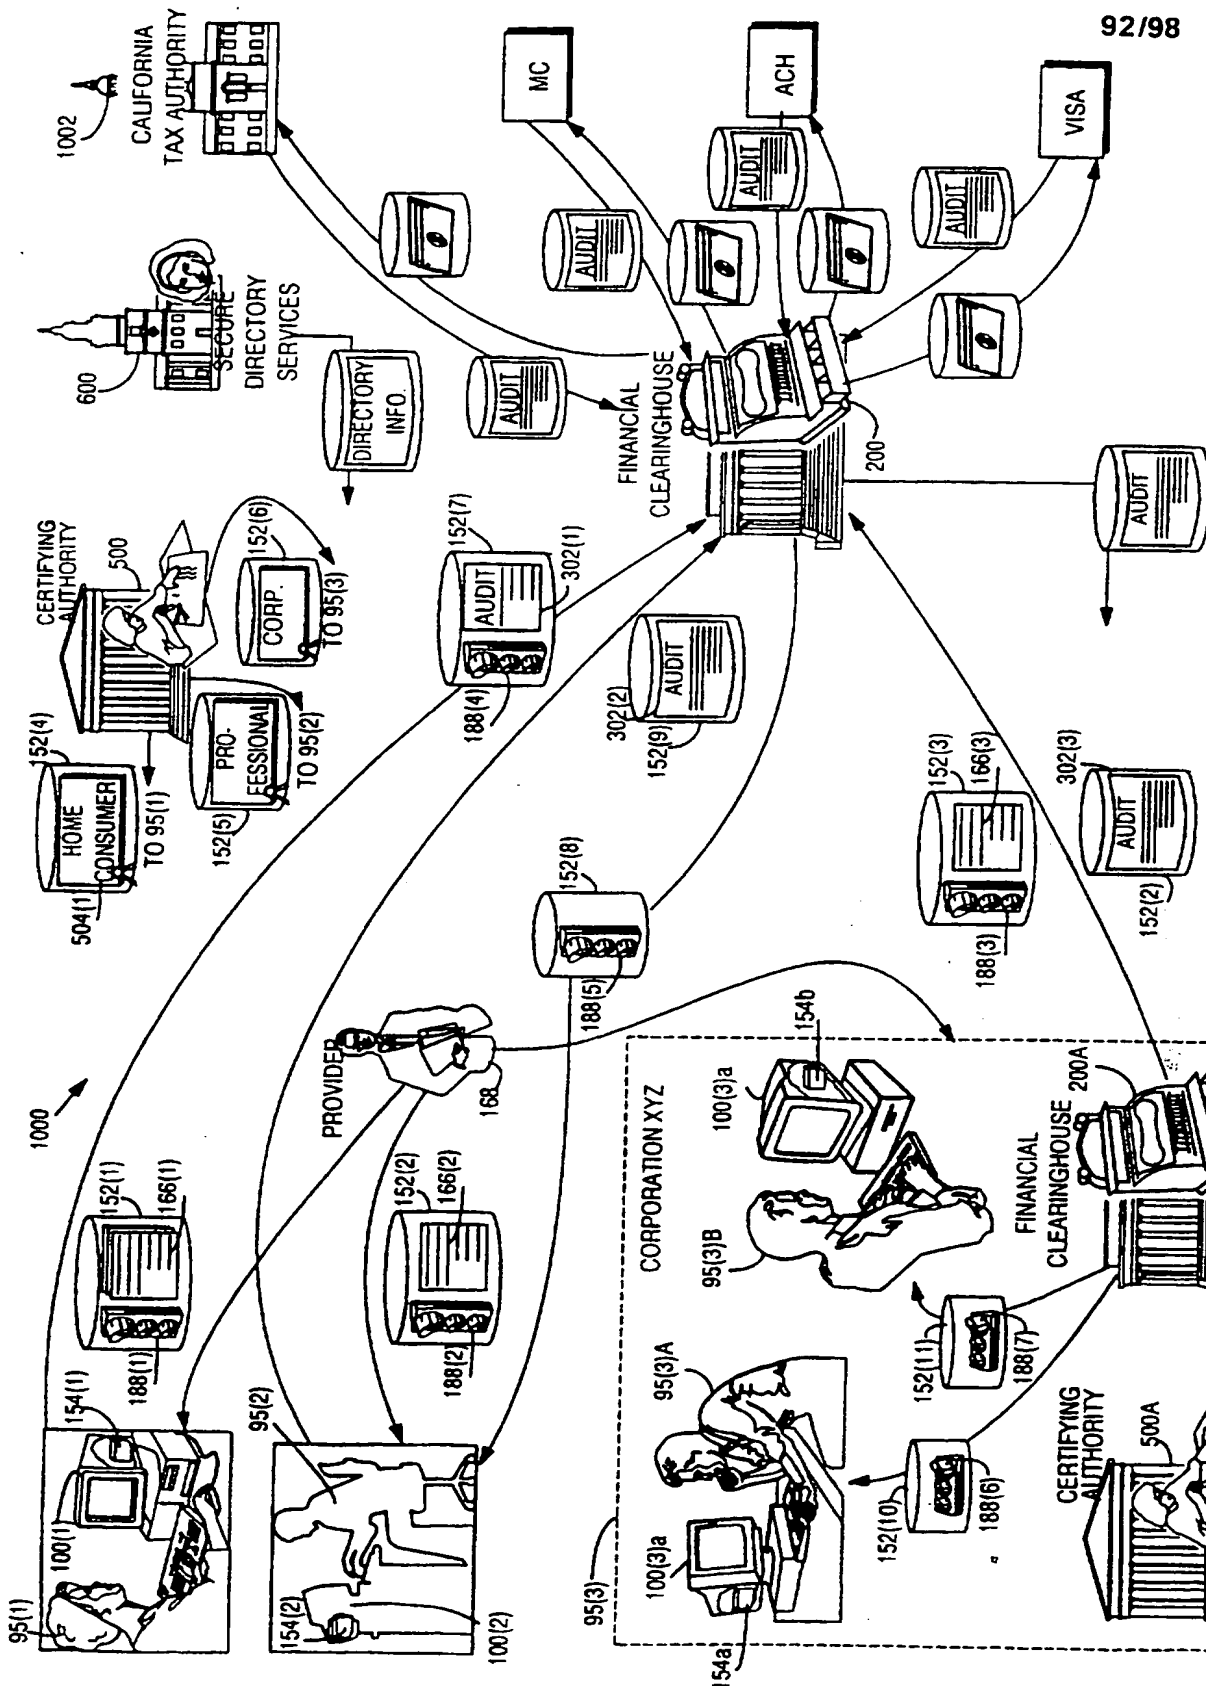 92/98
1002
CALIFORNIA
TAX AUTHORITY
600
SECURE
DIRECTORY
SERVICES
DIRECTORY
INFO.
MC
ACH
VISA
AUDIT
AUDIT
AUDIT
AUDIT
FINANCIAL
CLEARINGHOUSE
200
AUDIT
CERTIFYING
AUTHORITY
500
152(4)
HOME
CONSUMER
504(1)
TO 95(1)
152(5)
PRO-
FESSIONAL
TO 95(2)
152(6)
CORP.
TO 95(3)
152(7)
AUDIT
302(1)
188(4)
302(2)
152(9)
AUDIT
152(8)
188(5)
152(3)
166(3)
188(3)
302(3)
AUDIT
152(2)
1000
PROVIDER
168
152(1)
166(1)
188(1)
152(2)
166(2)
188(2)
95(1)
100(1)
154(1)
95(2)
154(2)
100(2)
95(3)
CORPORATION XYZ
100(3)a
154a
95(3)A
95(3)B
100(3)a
154b
FINANCIAL
CLEARINGHOUSE
200A
152(11)
188(7)
152(10)
188(6)
CERTIFYING
AUTHORITY
500A